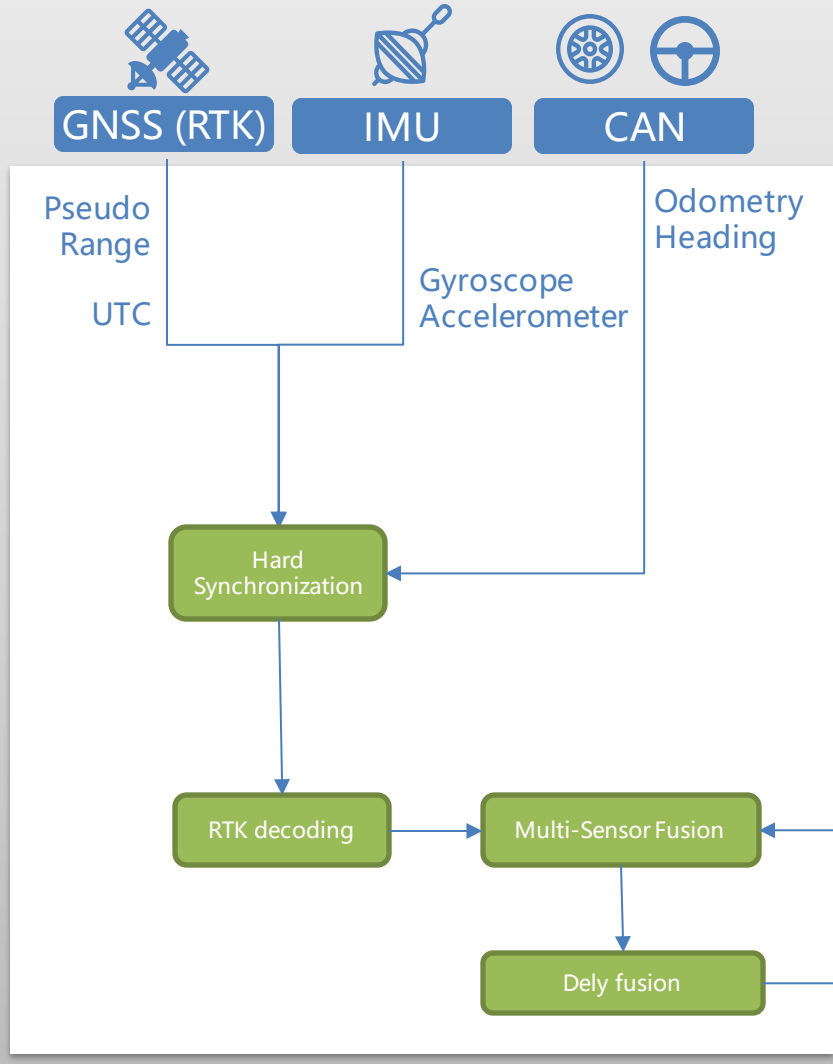 GNSS (RTK)
IMU
CAN
Pseudo
Range
UTC
Gyroscope
Accelerometer
Odometry
Heading
Hard
Synchronization
RTK decoding
Multi-Sensor Fusion
Dely fusion